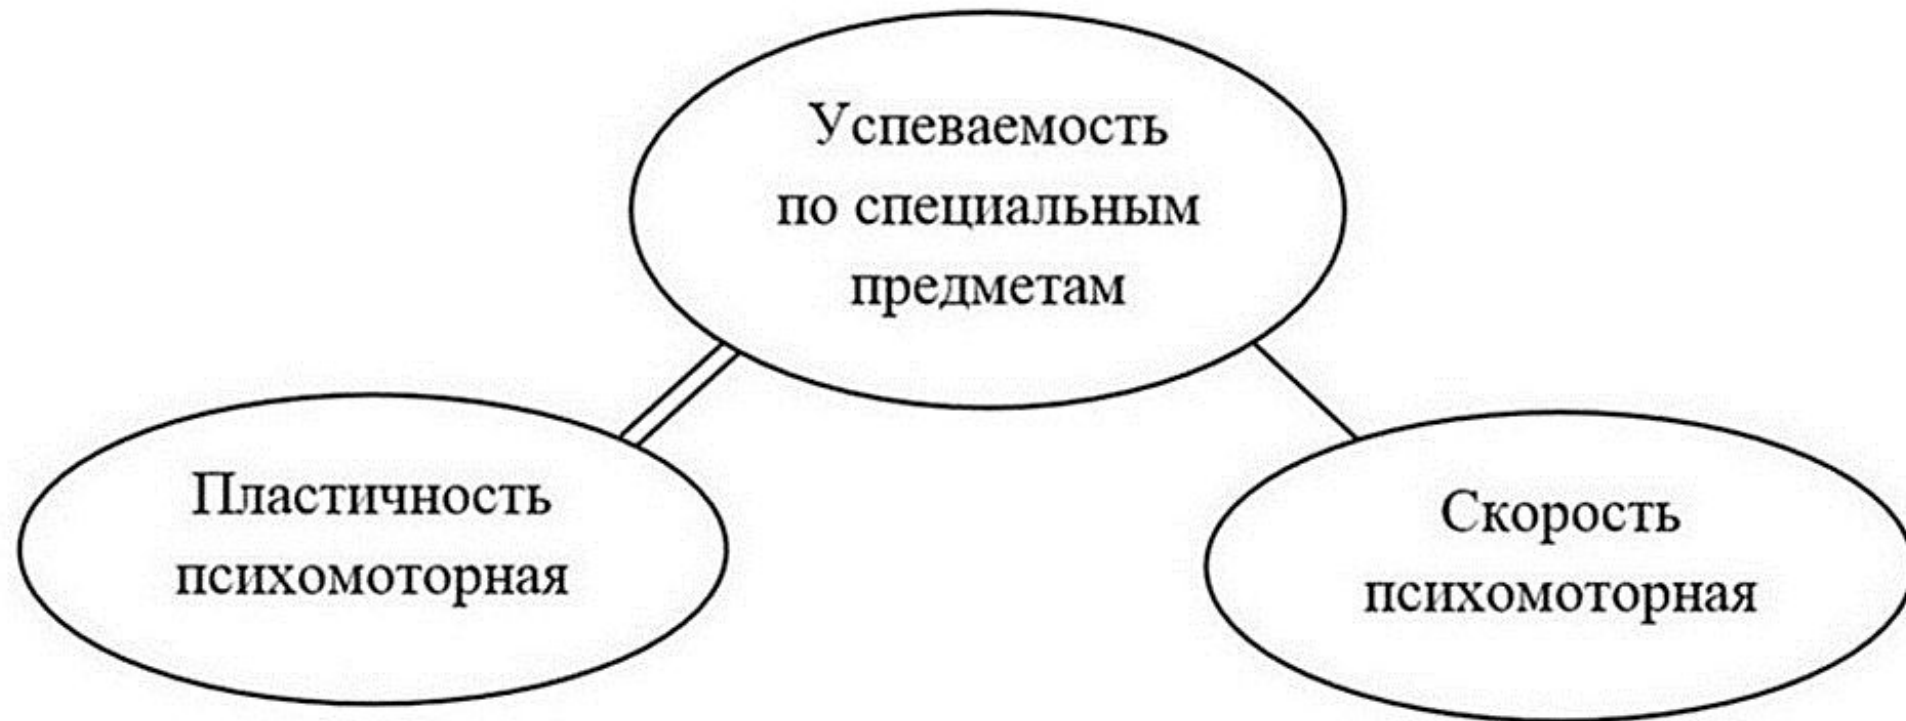 Успеваемость
по специальным
предметам
Пластичность
психомоторная
Скорость
психомоторная